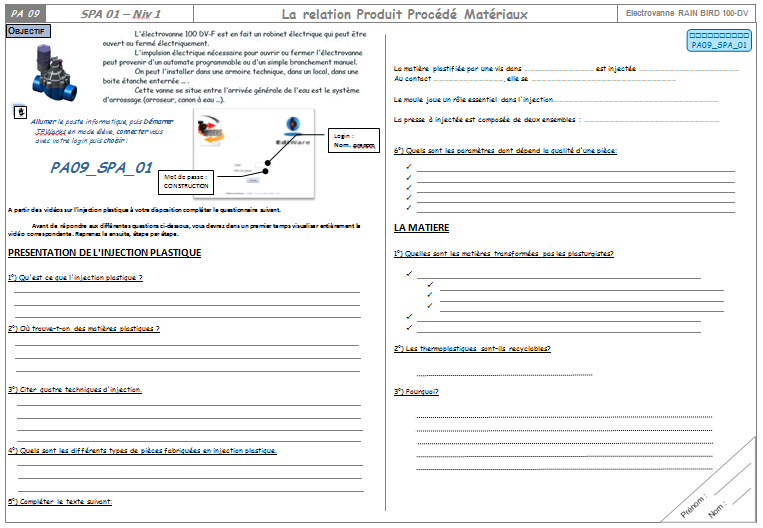 PA 09
SPA 01 – Niv 1
La relation Produit Procédé Matériaux
Electrovanne RAIN BIRD 100-DV
OBJECTIF
L'électrovanne 100 DV-F est en fait un robinet électrique qui peut être
ouvert ou fermé électriquement.
L'impulsion électrique nécessaire pour ouvrir ou fermer l'électrovanne
peut provenir d'un automate programmable ou d'un simple branchement manuel.
On peut l'installer dans une armoire technique, dans un local, dans une
boite étanche enterrée ... .
Cette vanne se situe entre l'arrivée générale de l'eau est le système
d'arrosage (arroseur, canon à eau ...).
Allumer le poste informatique, puis Démarrer
en mode élève, connecter vous
avec votre login puis choisir :
PA09_SPA_01
EdiWare
Login :
Nom.
Mot de passe :
CONSTRUCTION
A partir des vidéos sur l'injection plastique à votre disposition compléter le questionnaire suivant.
Avant de répondre aux différentes questions ci-dessous, vous devrez dans un premier temps visualiser entièrement la
vidéo correspondante. Reprenez la ensuite, étape par étape.
PRESENTATION DE L'INJECTION PLASTIQUE
1°) Qu'est ce que l'injection plastique ?
2°) Où trouve-t-on des matières plastiques ?
3°) Citer quatre techniques d'injection.
4°) Quels sont les différents types de pièces fabriquées en injection plastique.
5°) Compléter le texte suivant:
PA09_SPA_01
La matière plastifiée par une vis dans ........ est injectée ........
Au contact ........, elle se ........
Le moule joue un rôle essentiel dans l'injection........
La presse à injectée est composée de deux ensembles : ........
6°) Quels sont les paramètres dont dépend la qualité d'une pièce:
LA MATIERE
1°) Quelles sont les matières transformées pas les plasturgistes?
2°) Les thermoplastiques sont-ils recyclables?
3°) Pourquoi?
Prénom :
Nom :